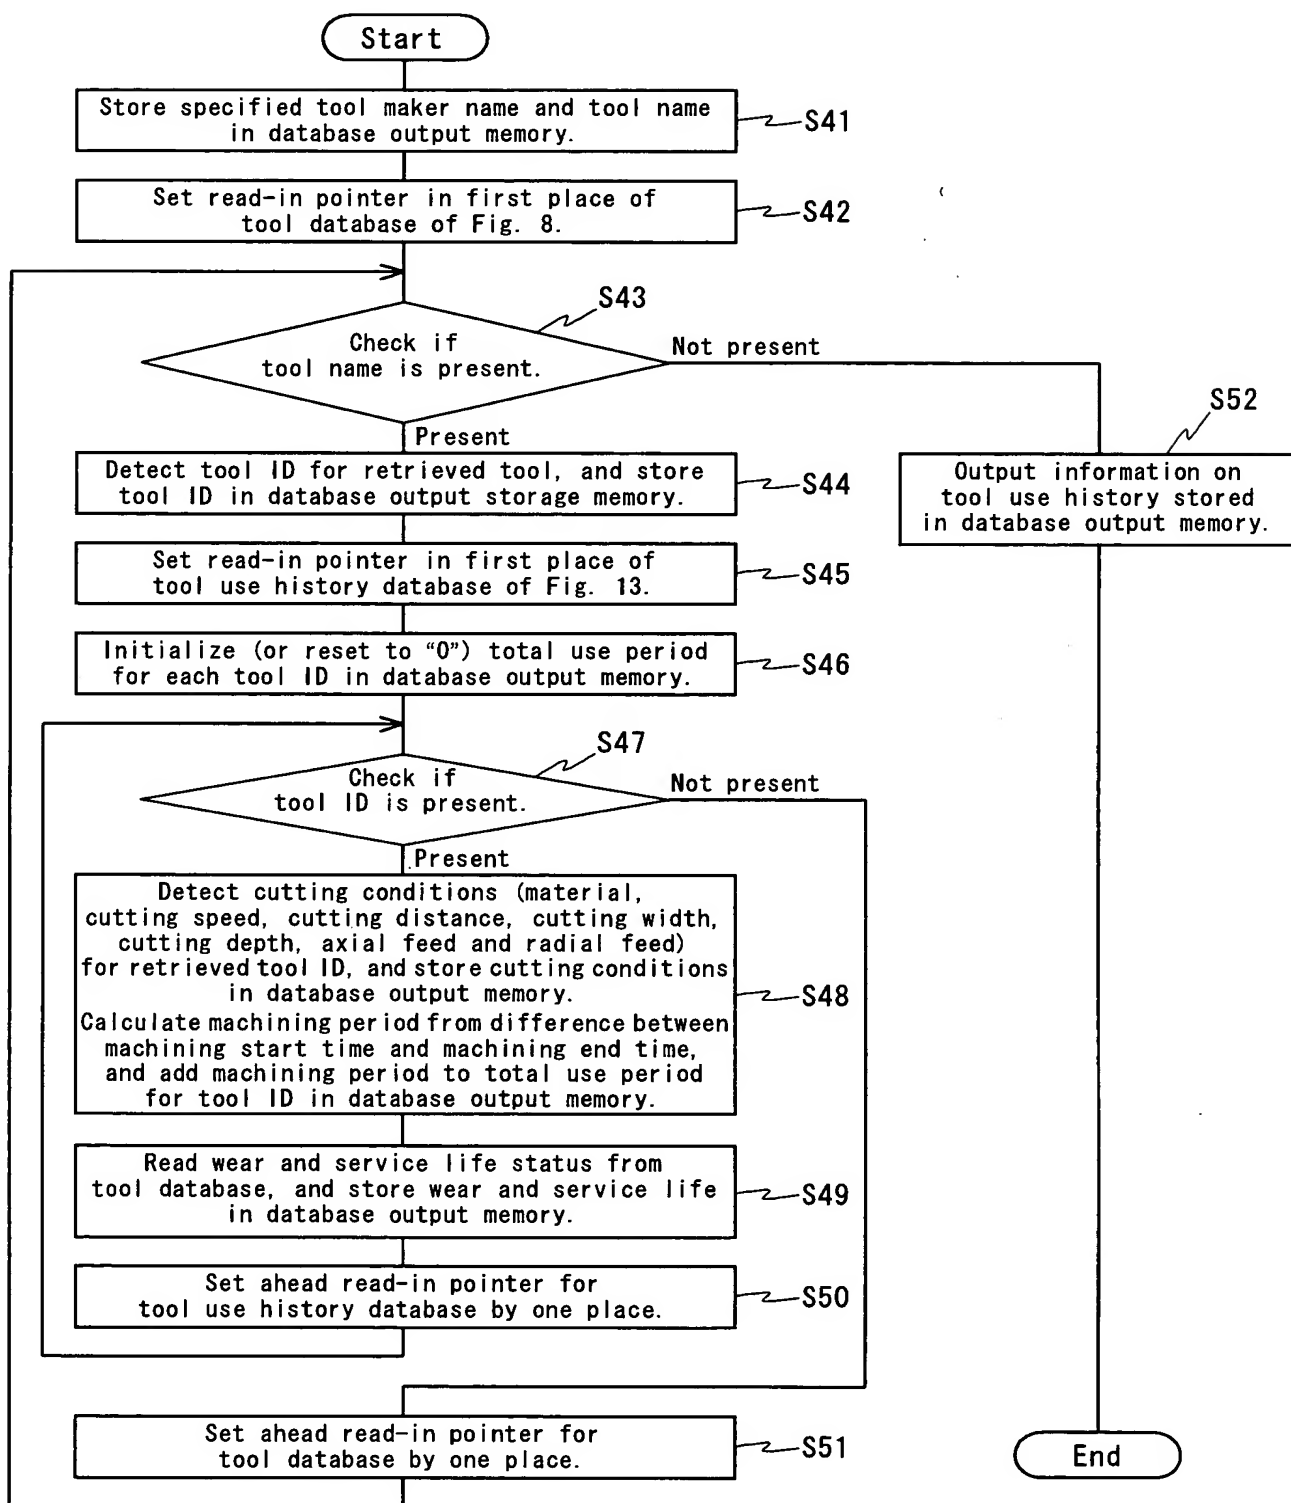 Start
Store specified tool maker name and tool name
in database output memory.
S41
Set read-in pointer in first place of
tool database of Fig. 8.
S42
S43
Check if
tool name is present.
Not present
Present
S52
Output information on
tool use history stored
in database output memory.
Detect tool ID for retrieved tool, and store
tool ID in database output storage memory.
S44
Set read-in pointer in first place of
tool use history database of Fig. 13.
S45
Initialize (or reset to “0”) total use period
for each tool ID in database output memory.
S46
S47
Check if
tool ID is present.
Not present
Present
Detect cutting conditions (material,
cutting speed, cutting distance, cutting width,
cutting depth, axial feed and radial feed)
for retrieved tool ID, and store cutting conditions
in database output memory.
Calculate machining period from difference between
machining start time and machining end time,
and add machining period to total use period
for tool ID in database output memory.
S48
Read wear and service life status from
tool database, and store wear and service life
in database output memory.
S49
Set ahead read-in pointer for
tool use history database by one place.
S50
Set ahead read-in pointer for
tool database by one place.
S51
End